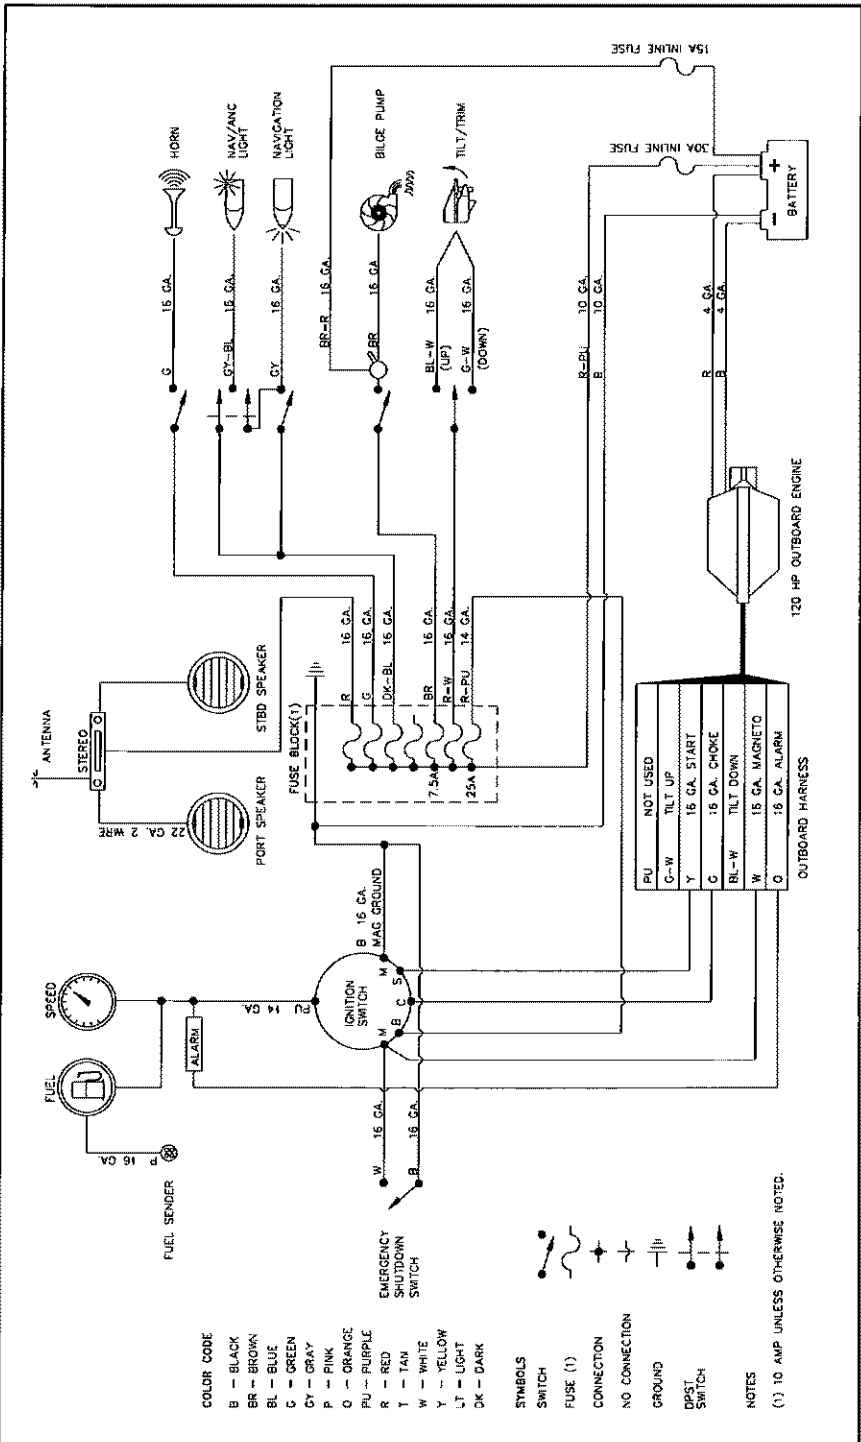 ANTENNA
STEREO
STBD SPEAKER
PORT SPEAKER
22 GA. 2 WIRE
SPEED
FUEL
P 16 GA.
FUEL SENDER
ALARM
PU 14 GA.
HORN
NAV/ANC
LIGHT
NAVIGATION
LIGHT
BILGE PUMP
TILT/TRIM
G 16 GA.
GY-BL 16 GA.
GY 16 GA.
BR-R 16 GA.
BR 16 GA.
BL-W 16 GA.
(UP)
G-W 16 GA.
(DOWN)
FUSE BLOCK(1)
R 16 GA.
G 16 GA.
DK-BL 16 GA.
7.5A BR 16 GA.
R-W 16 GA.
25A R-PU 14 GA.
B 16 GA.
MAG GROUND
IGNITION
SWITCH
M
B
C
S
M
W 16 GA.
B 16 GA.
EMERGENCY
SHUTDOWN
SWITCH
15A INLINE FUSE
30A INLINE FUSE
R-PU 10 GA.
B 10 GA.
R 4 GA.
B 4 GA.
- +
BATTERY
120 HP OUTBOARD ENGINE
PU NOT USED
G-W TILT UP
Y 16 GA. START
G 16 GA. CHOKE
BL-W TILT DOWN
W 16 GA. MAGNETO
O 16 GA. ALARM
OUTBOARD HARNESS
COLOR CODE
B - BLACK
BR - BROWN
BL - BLUE
G - GREEN
GY - GRAY
P - PINK
O - ORANGE
PU - PURPLE
R - RED
T - TAN
W - WHITE
Y - YELLOW
LT - LIGHT
DK - DARK
SYMBOLS
SWITCH
FUSE (1)
CONNECTION
NO CONNECTION
GROUND
DPST
SWITCH
NOTES
(1) 10 AMP UNLESS OTHERWISE NOTED.